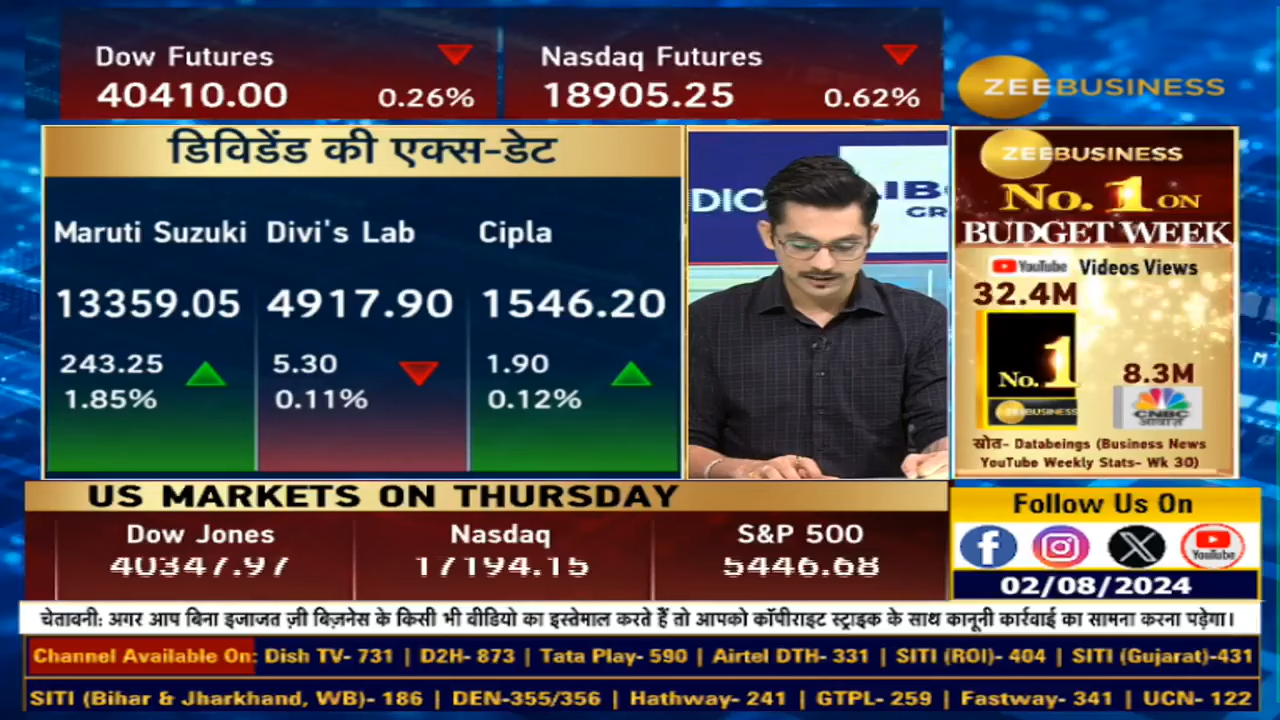 Dow Futures
40410.00 0.26%
Nasdaq Futures
18905.25 0.62%
ZEEBUSINESS
डिविडेंड की एक्स-डेट
Maruti Suzuki
13359.05
243.25
1.85%
Divi's Lab
4917.90
5.30
0.11%
Cipla
1546.20
1.90
0.12%
DIC
LIB
GR
ZEEBUSINESS
No. 1 ON
BUDGET WEEK
YouTube Videos Views
32.4M
No. 1
ZEEBUSINESS
8.3M
CNBC
आवाज़
स्रोत- Databeings (Business News
YouTube Weekly Stats- Wk 30)
US MARKETS ON THURSDAY
Dow Jones
40347.97
Nasdaq
17194.15
S&P 500
5446.68
Follow Us On
YouTube
02/08/2024
चेतावनी: अगर आप बिना इजाजत ज़ी बिज़नेस के किसी भी वीडियो का इस्तेमाल करते हैं तो आपको कॉपीराइट स्ट्राइक के साथ कानूनी कार्रवाई का सामना करना पड़ेगा।
Channel Available On: Dish TV- 731 | D2H- 873 | Tata Play- 590 | Airtel DTH- 331 | SITI (ROI)- 404 | SITI (Gujarat)-431
SITI (Bihar & Jharkhand, WB)- 186 | DEN-355/356 | Hathway- 241 | GTPL- 259 | Fastway- 341 | UCN- 122